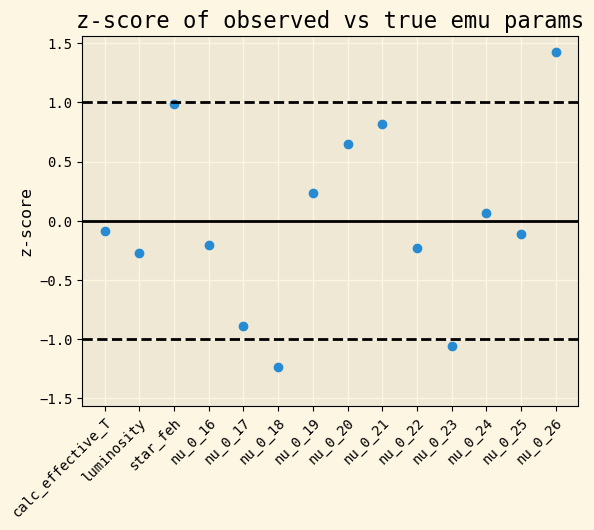 z-score of observed vs true emu params
z-score
1.5
1.0
0.5
0.0
−0.5
−1.0
−1.5
calc_effective_T
luminosity
star_feh
nu_0_16
nu_0_17
nu_0_18
nu_0_19
nu_0_20
nu_0_21
nu_0_22
nu_0_23
nu_0_24
nu_0_25
nu_0_26